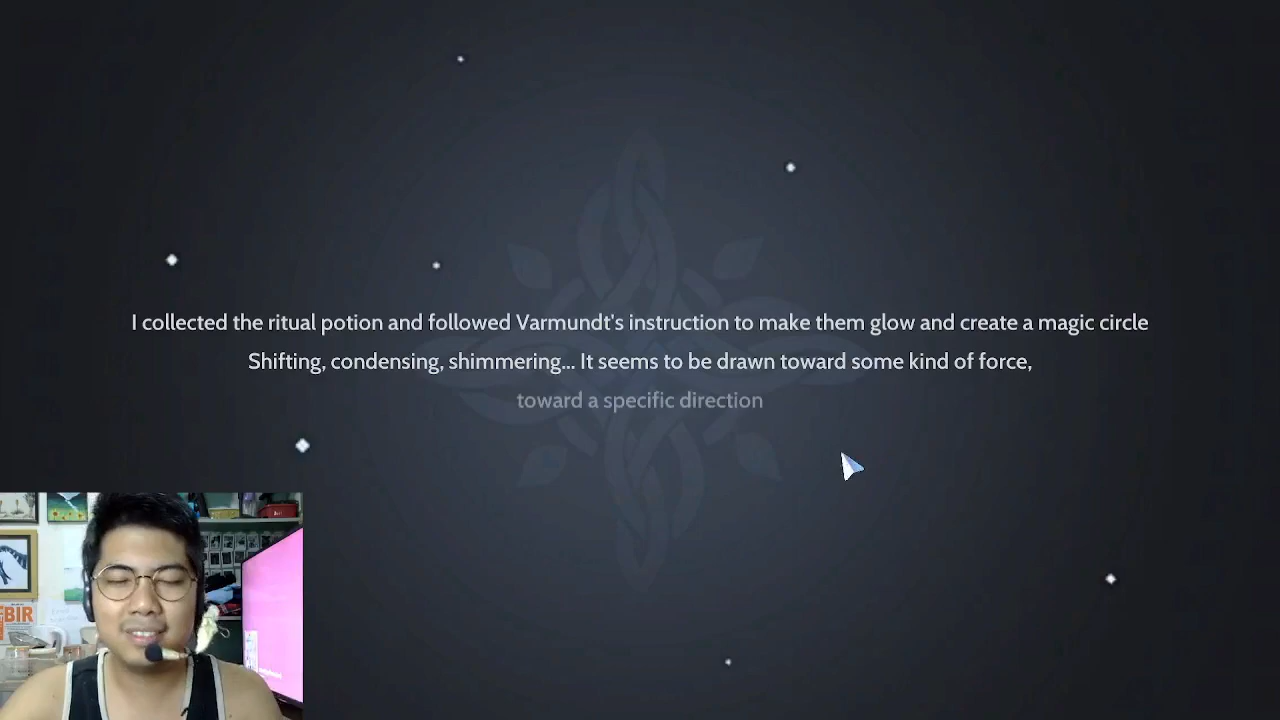 I collected the ritual potion and followed Varmundt's instruction to make them glow and create a magic circle
Shifting, condensing, shimmering... It seems to be drawn toward some kind of force,
toward a specific direction
BIR